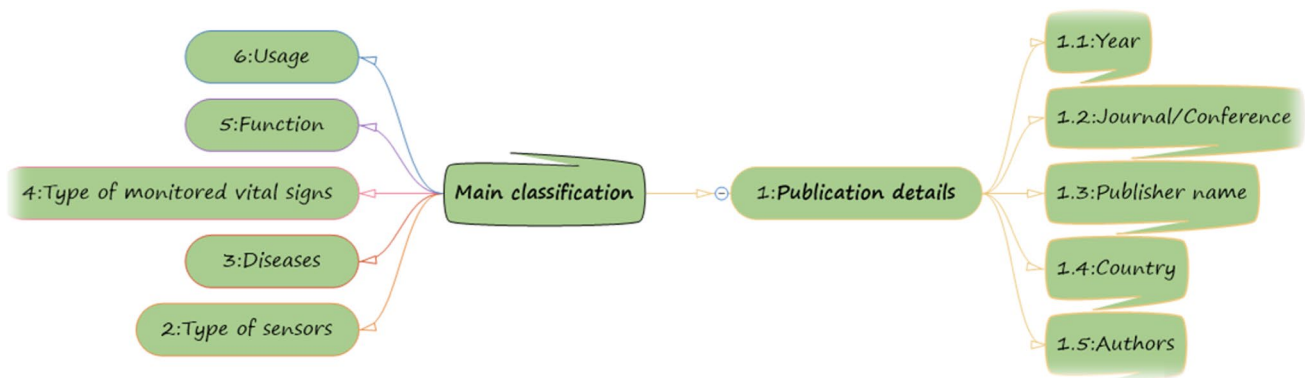 6:Usage
5:Function
4:Type of monitored vital signs
3:Diseases
2:Type of sensors
Main classification
1:Publication details
1.1:Year
1.2:Journal/Conference
1.3:Publisher name
1.4:Country
1.5:Authors